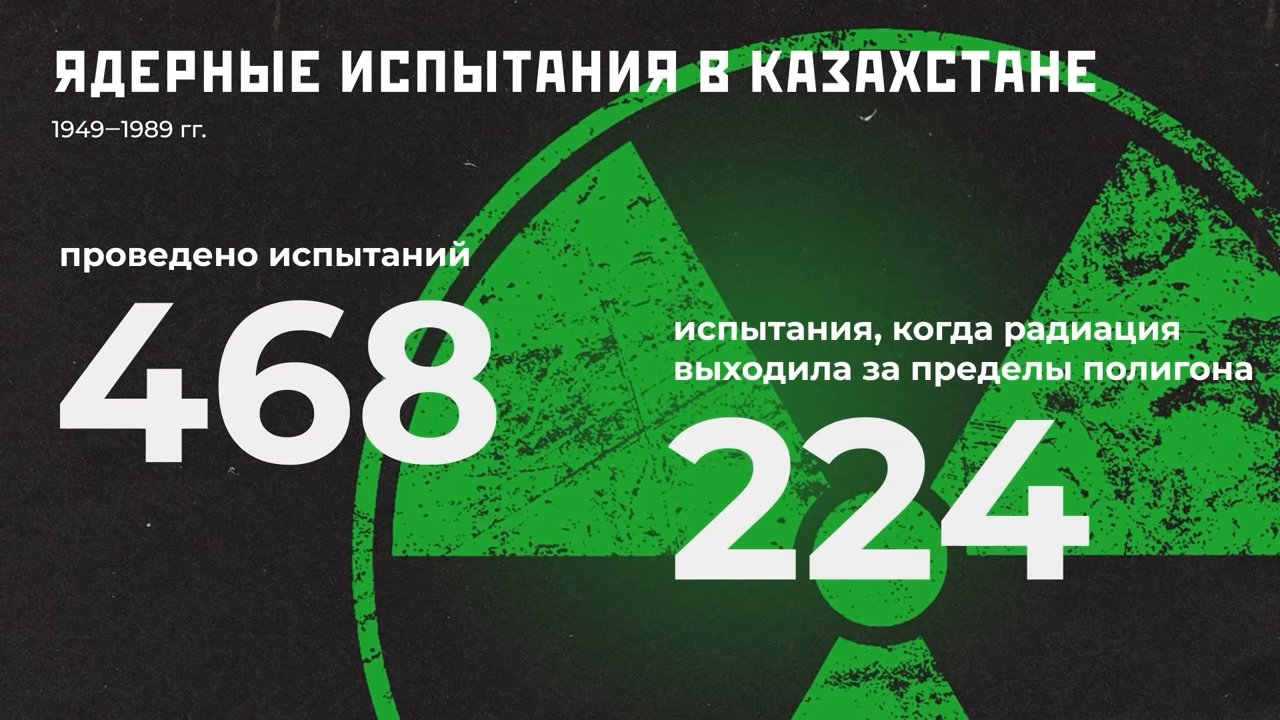 ЯДЕРНЫЕ ИСПЫТАНИЯ В КАЗАХСТАНЕ
1949–1989 гг.
проведено испытаний
468
испытания, когда радиация
выходила за пределы полигона
224